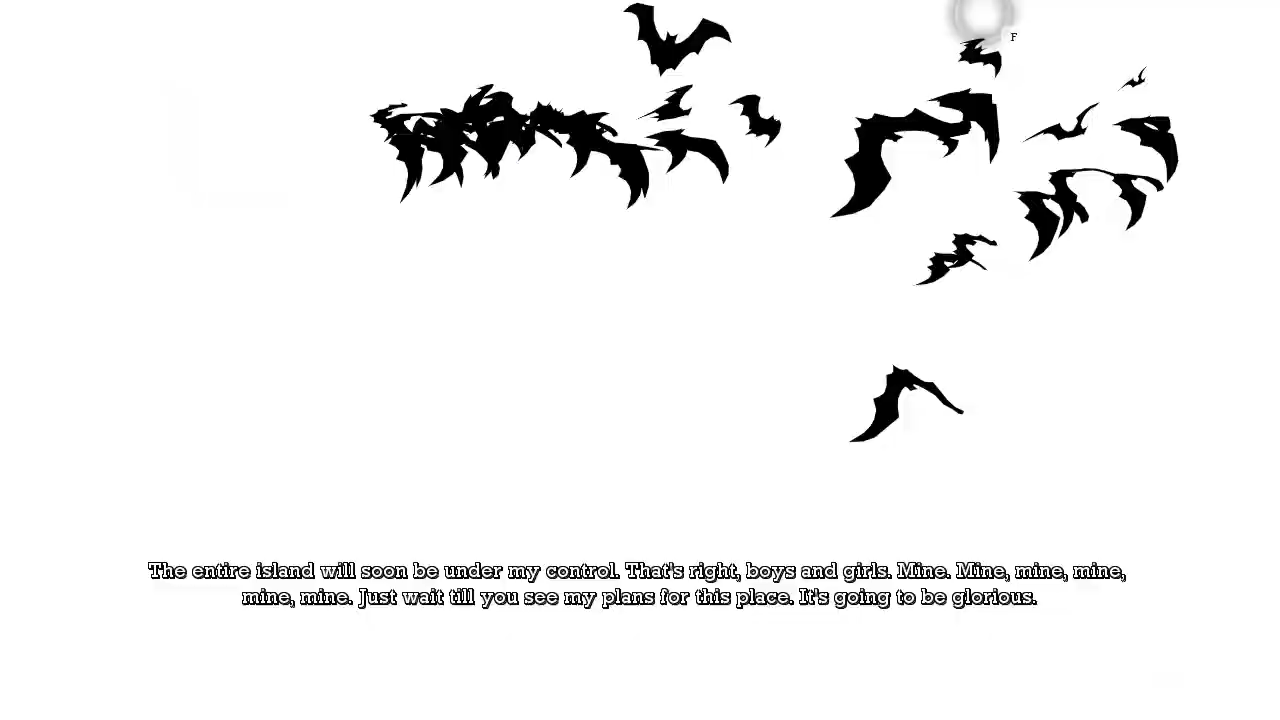 F
The entire island will soon be under my control. That's right, boys and girls. Mine. Mine, mine, mine,
mine, mine. Just wait till you see my plans for this place. It's going to be glorious.